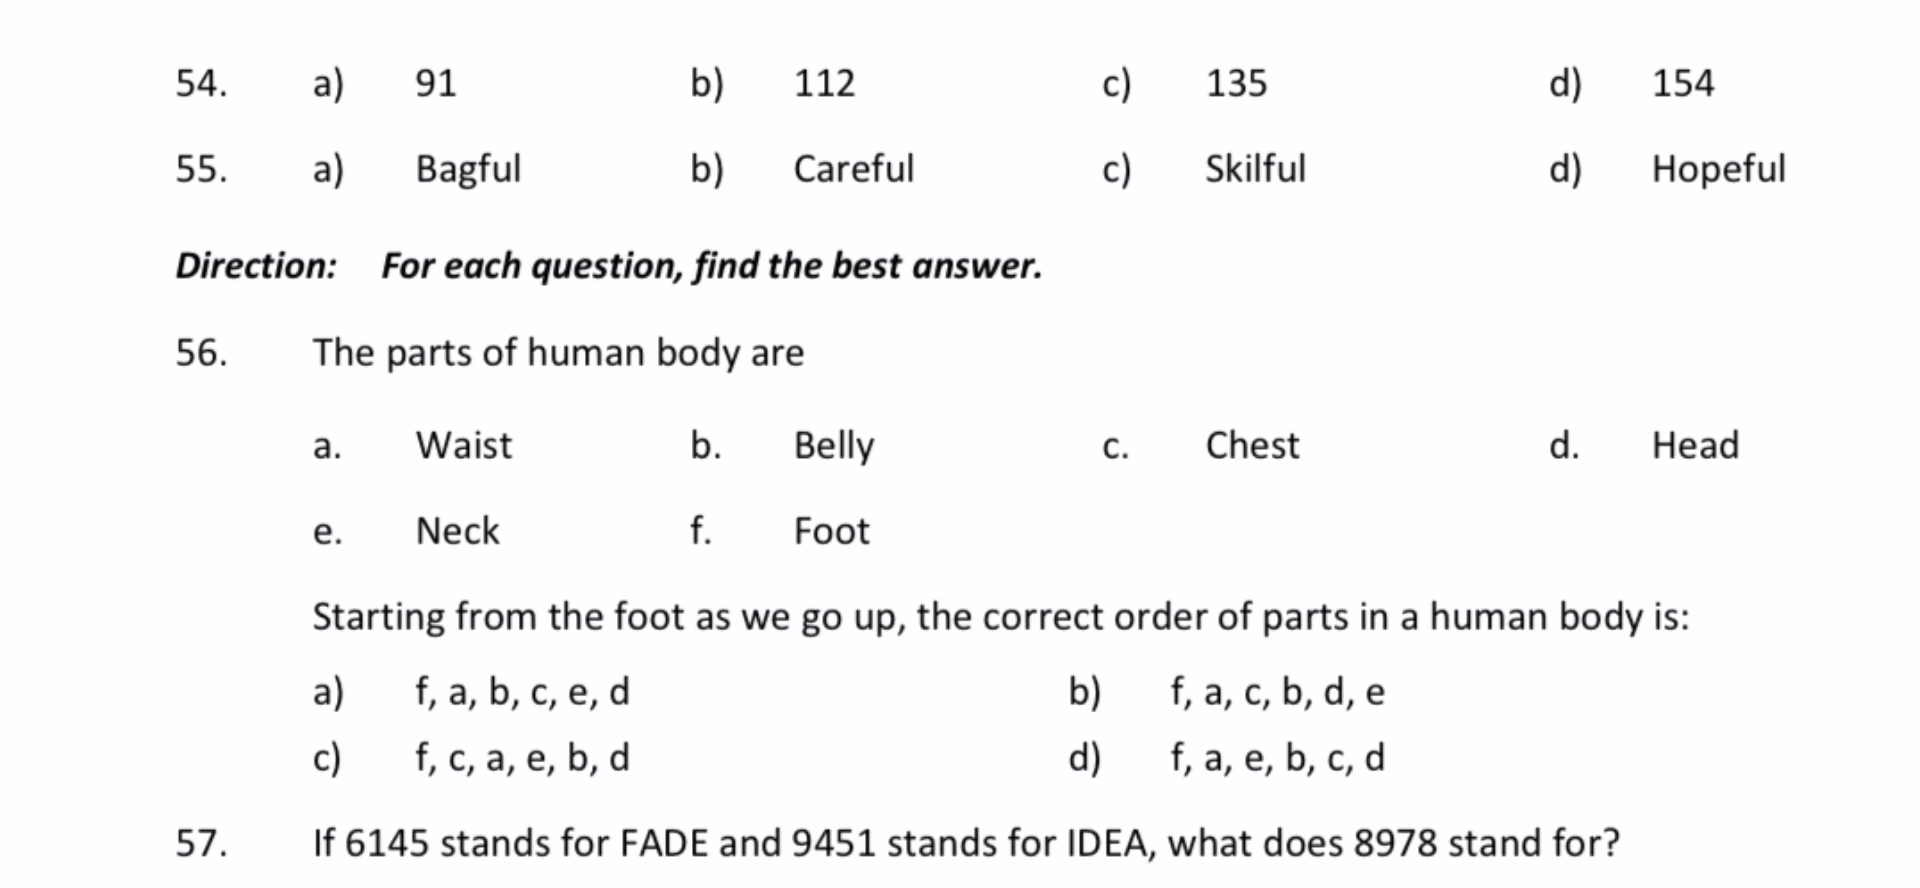 54. a) 91 b) 112 c) 135 d) 154
55. a) Bagful b) Careful c) Skilful d) Hopeful
Direction: For each question, find the best answer.
56. The parts of human body are
a. Waist b. Belly c. Chest d. Head
e. Neck f. Foot
Starting from the foot as we go up, the correct order of parts in a human body is:
a) f, a, b, c, e, d b) f, a, c, b, d, e
c) f, c, a, e, b, d d) f, a, e, b, c, d
57. If 6145 stands for FADE and 9451 stands for IDEA, what does 8978 stand for?